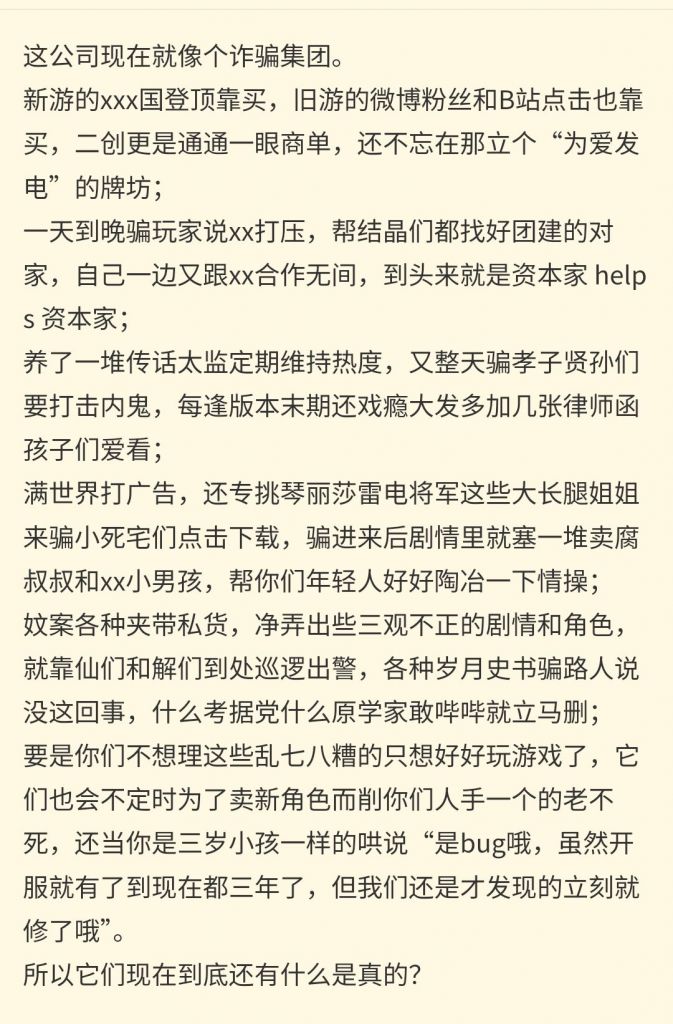 这公司现在就像个诈骗集团。
新游的xxx国登顶靠买，旧游的微博粉丝和B站点击也靠
买，二创更是通通一眼商单，还不忘在那立个“为爱发
电”的牌坊；
一天到晚骗玩家说xx打压，帮结晶们都找好团建的对
家，自己一边又跟xx合作无间，到头来就是资本家 help
s 资本家；
养了一堆传话太监定期维持热度，又整天骗孝子贤孙们
要打击内鬼，每逢版本末期还戏瘾大发多加几张律师函
孩子们爱看；
满世界打广告，还专挑琴丽莎雷电将军这些大长腿姐姐
来骗小死宅们点击下载，骗进来后剧情里就塞一堆卖腐
叔叔和xx小男孩，帮你们年轻人好好陶冶一下情操；
妏案各种夹带私货，净弄出些三观不正的剧情和角色，
就靠仙们和解们到处巡逻出警，各种岁月史书骗路人说
没这回事，什么考据党什么原学家敢哔哔就立马删；
要是你们不想理这些乱七八糟的只想好好玩游戏了，它
们也会不定时为了卖新角色而削你们人手一个的老不
死，还当你是三岁小孩一样的哄说“是bug哦，虽然开
服就有了到现在都三年了，但我们还是才发现的立刻就
修了哦”。
所以它们现在到底还有什么是真的？